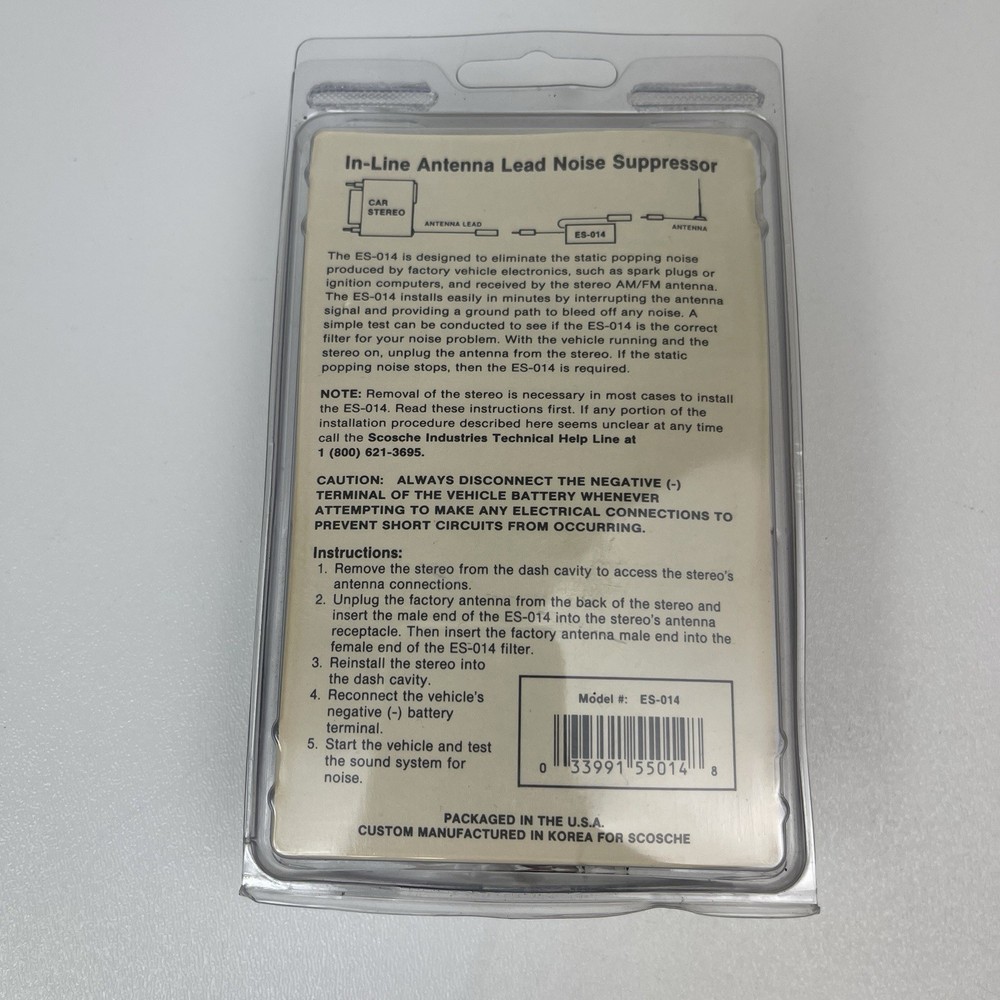 In-Line Antenna Lead Noise Suppressor
CAR
STEREO
ANTENNA LEAD
ES-014
ANTENNA
The ES-014 is designed to eliminate the static popping noise
produced by factory vehicle electronics, such as spark plugs or
ignition computers, and received by the stereo AM/FM antenna.
The ES-014 installs easily in minutes by interrupting the antenna
signal and providing a ground path to bleed off any noise. A
simple test can be conducted to see if the ES-014 is the correct
filter for your noise problem. With the vehicle running and the
stereo on, unplug the antenna from the stereo. If the static
popping noise stops, then the ES-014 is required.
NOTE: Removal of the stereo is necessary in most cases to install
the ES-014. Read these instructions first. If any portion of the
installation procedure described here seems unclear at any time
call the Scosche Industries Technical Help Line at
1 (800) 621-3695.
CAUTION: ALWAYS DISCONNECT THE NEGATIVE (-)
TERMINAL OF THE VEHICLE BATTERY WHENEVER
ATTEMPTING TO MAKE ANY ELECTRICAL CONNECTIONS TO
PREVENT SHORT CIRCUITS FROM OCCURRING.
Instructions:
1. Remove the stereo from the dash cavity to access the stereo's
antenna connections.
2. Unplug the factory antenna from the back of the stereo and
insert the male end of the ES-014 into the stereo's antenna
receptacle. Then insert the factory antenna male end into the
female end of the ES-014 filter.
3. Reinstall the stereo into
the dash cavity.
4. Reconnect the vehicle's
negative (-) battery
terminal.
5. Start the vehicle and test
the sound system for
noise.
Model #: ES-014
0 33991 55014 8
PACKAGED IN THE U.S.A.
CUSTOM MANUFACTURED IN KOREA FOR SCOSCHE